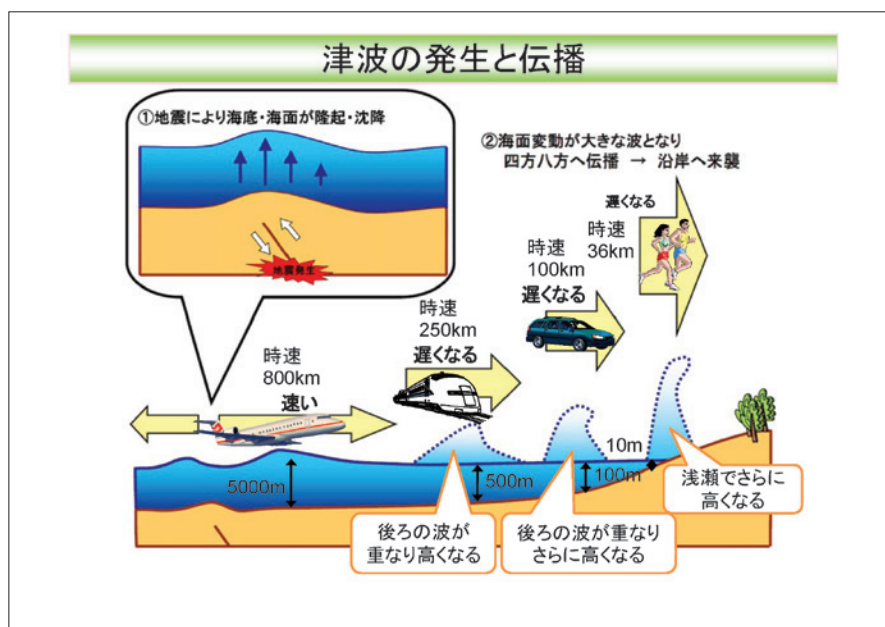 津波の発生と伝播
①地震により海底・海面が隆起・沈降
地震発生
②海面変動が大きな波となり
四方八方へ伝播 → 沿岸へ来襲
遅くなる
時速
36km
時速
100km
遅くなる
時速
250km
遅くなる
時速
800km
速い
5000m
500m
100m
10m
後ろの波が
重なり高くなる
後ろの波が重なり
さらに高くなる
浅瀬でさらに
高くなる